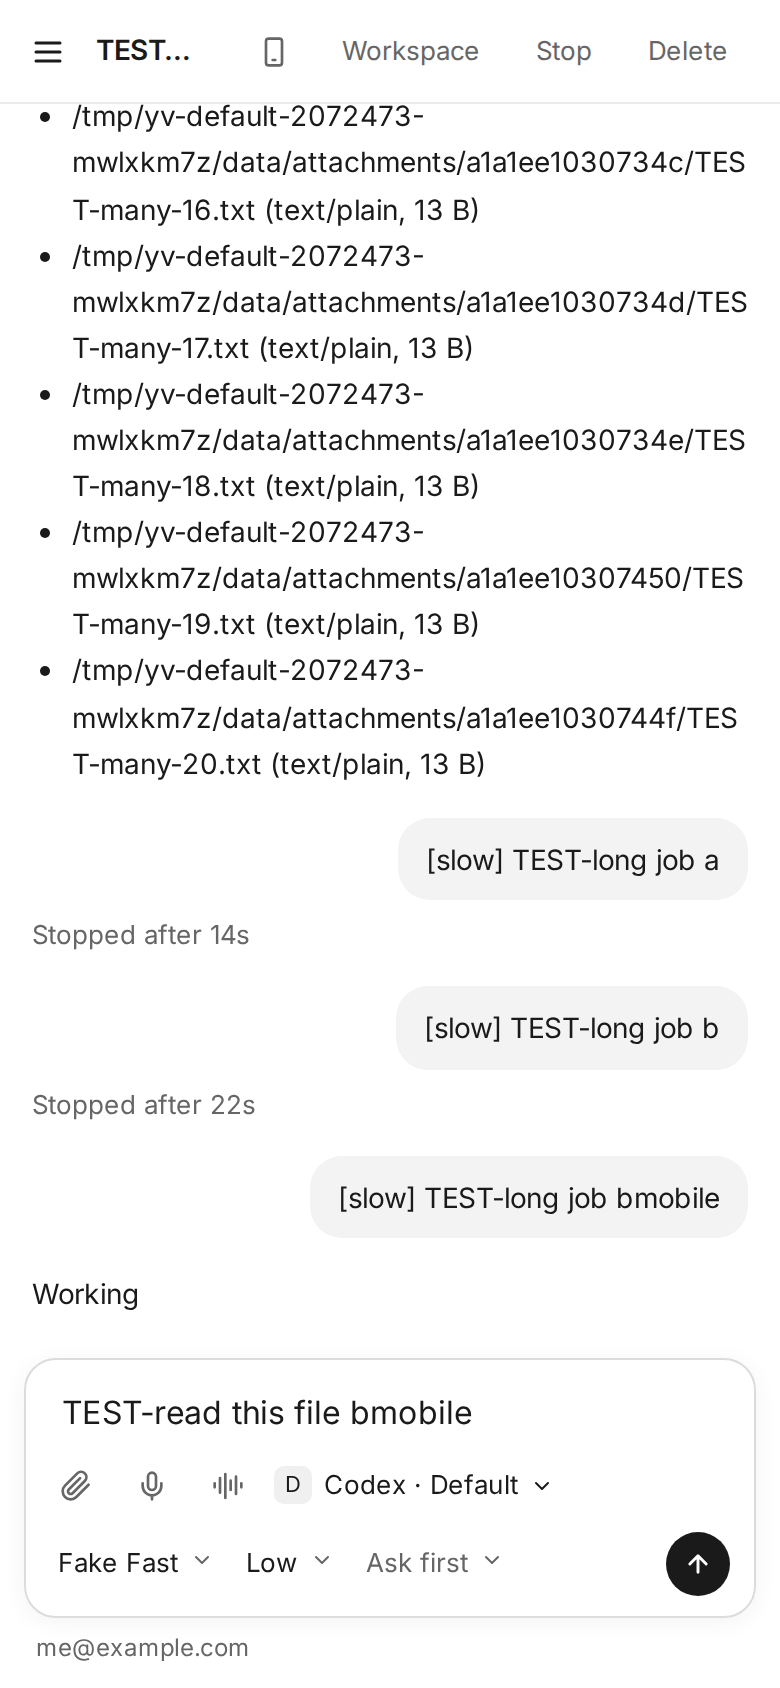 TEST...
Workspace
Stop
Delete
/tmp/yv-default-2072473-
mwlxkm7z/data/attachments/a1a1ee1030734c/TES
T-many-16.txt (text/plain, 13 B)
/tmp/yv-default-2072473-
mwlxkm7z/data/attachments/a1a1ee1030734d/TES
T-many-17.txt (text/plain, 13 B)
/tmp/yv-default-2072473-
mwlxkm7z/data/attachments/a1a1ee1030734e/TES
T-many-18.txt (text/plain, 13 B)
/tmp/yv-default-2072473-
mwlxkm7z/data/attachments/a1a1ee10307450/TES
T-many-19.txt (text/plain, 13 B)
/tmp/yv-default-2072473-
mwlxkm7z/data/attachments/a1a1ee1030744f/TES
T-many-20.txt (text/plain, 13 B)
[slow] TEST-long job a
Stopped after 14s
[slow] TEST-long job b
Stopped after 22s
[slow] TEST-long job bmobile
Working
TEST-read this file bmobile
D Codex · Default
Fake Fast Low Ask first
me@example.com